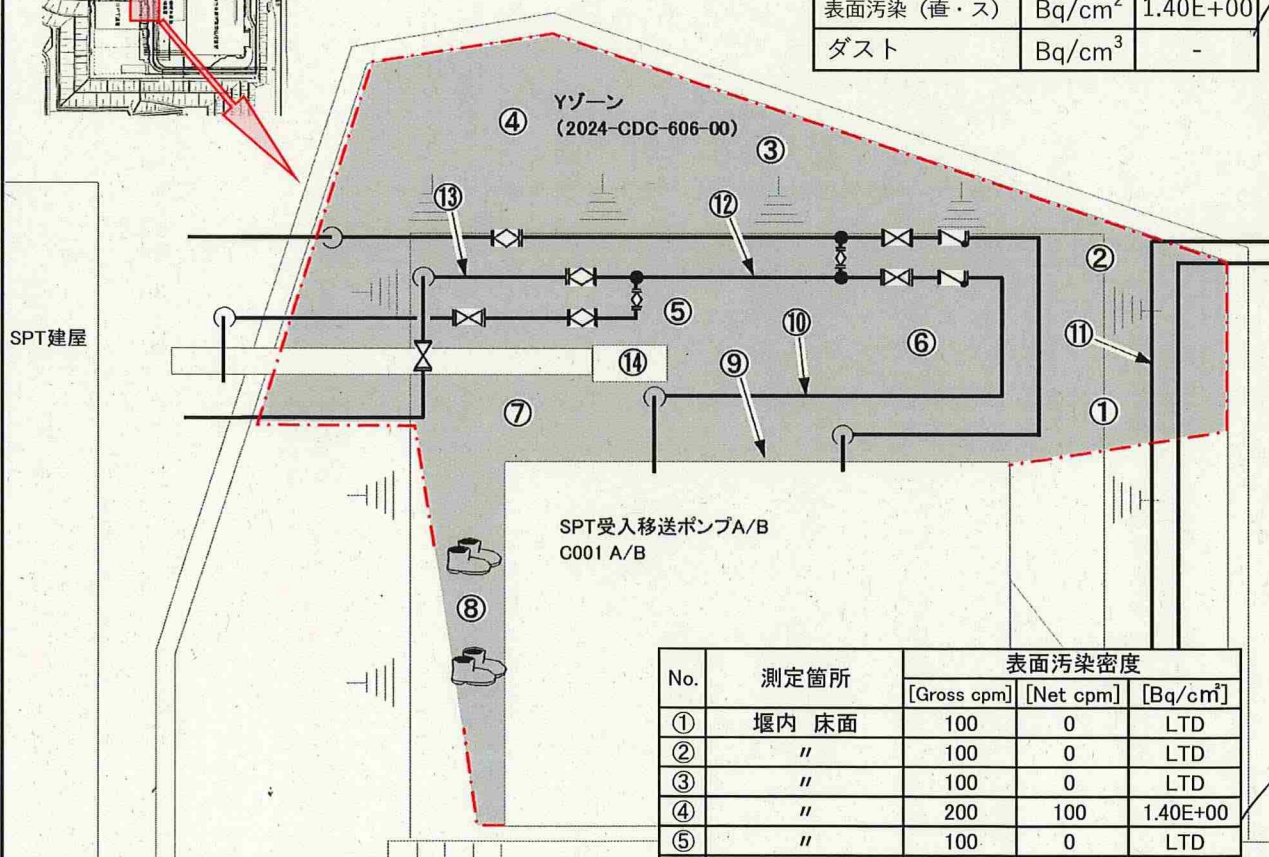 表面汚染（直・ス） Bq/cm² 1.40E+00
ダスト Bq/cm³ -
Yゾーン
(2024-CDC-606-00)
④
③
⑬
⑫
②
SPT建屋
⑤
⑩
⑥
⑪
⑭
⑨
⑦
①
SPT受入移送ポンプA/B
C001 A/B
⑧
No. 測定箇所 表面汚染密度
[Gross cpm] [Net cpm] [Bq/c㎡]
① 堰内 床面 100 0 LTD
② 〃 100 0 LTD
③ 〃 100 0 LTD
④ 〃 200 100 1.40E+00
⑤ 〃 100 0 LTD